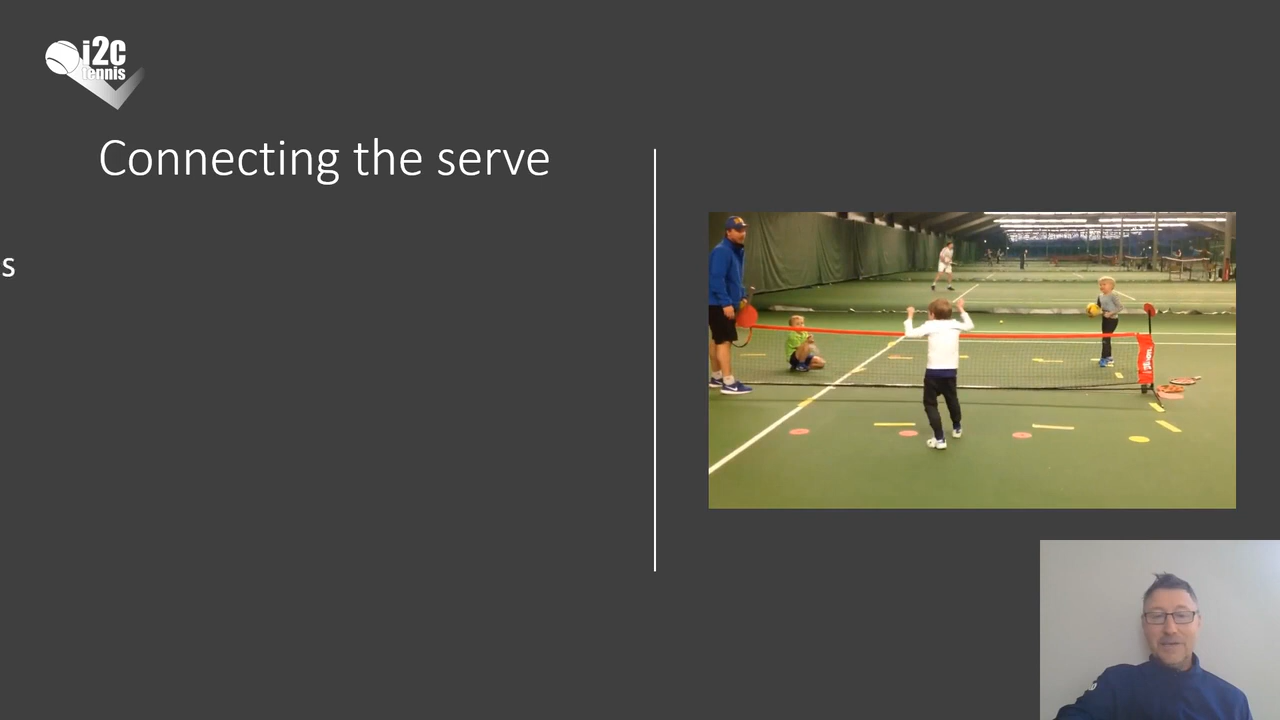 i2c
tennis
Connecting the serve
s